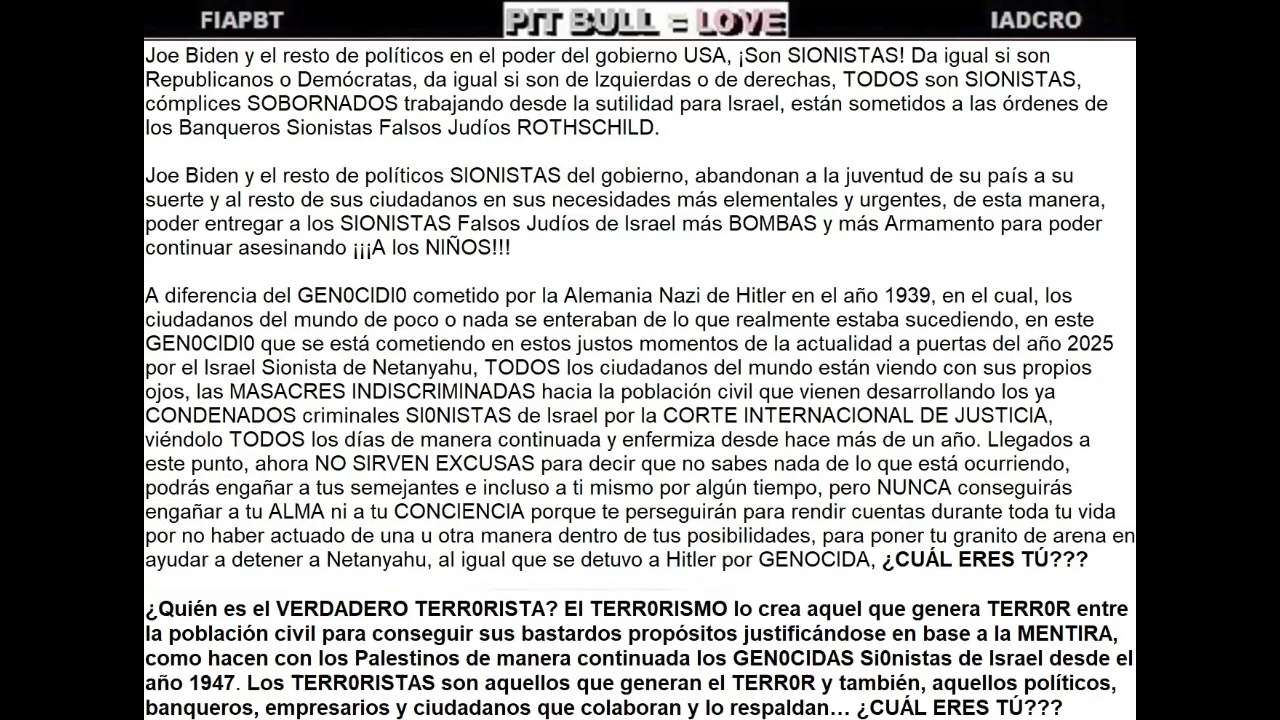 FIAPBT
PIT BULL = LOVE
IADCRO
Joe Biden y el resto de políticos en el poder del gobierno USA, ¡Son SIONISTAS! Da igual si son
Republicanos o Demócratas, da igual si son de Izquierdas o de derechas, TODOS son SIONISTAS,
cómplices SOBORNADOS trabajando desde la sutilidad para Israel, están sometidos a las órdenes de
los Banqueros Sionistas Falsos Judíos ROTHSCHILD.
Joe Biden y el resto de políticos SIONISTAS del gobierno, abandonan a la juventud de su país a su
suerte y al resto de sus ciudadanos en sus necesidades más elementales y urgentes, de esta manera,
poder entregar a los SIONISTAS Falsos Judíos de Israel más BOMBAS y más Armamento para poder
continuar asesinando ¡¡¡A los NIÑOS!!!
A diferencia del GEN0CIDI0 cometido por la Alemania Nazi de Hitler en el año 1939, en el cual, los
ciudadanos del mundo de poco o nada se enteraban de lo que realmente estaba sucediendo, en este
GEN0CIDI0 que se está cometiendo en estos justos momentos de la actualidad a puertas del año 2025
por el Israel Sionista de Netanyahu, TODOS los ciudadanos del mundo están viendo con sus propios
ojos, las MASACRES INDISCRIMINADAS hacia la población civil que vienen desarrollando los ya
CONDENADOS criminales SI0NISTAS de Israel por la CORTE INTERNACIONAL DE JUSTICIA,
viéndolo TODOS los días de manera continuada y enfermiza desde hace más de un año. Llegados a
este punto, ahora NO SIRVEN EXCUSAS para decir que no sabes nada de lo que está ocurriendo,
podrás engañar a tus semejantes e incluso a ti mismo por algún tiempo, pero NUNCA conseguirás
engañar a tu ALMA ni a tu CONCIENCIA porque te perseguirán para rendir cuentas durante toda tu vida
por no haber actuado de una u otra manera dentro de tus posibilidades, para poner tu granito de arena en
ayudar a detener a Netanyahu, al igual que se detuvo a Hitler por GENOCIDA, ¿CUÁL ERES TÚ???
¿Quién es el VERDADERO TERR0RISTA? El TERR0RISMO lo crea aquel que genera TERR0R entre
la población civil para conseguir sus bastardos propósitos justificándose en base a la MENTIRA,
como hacen con los Palestinos de manera continuada los GEN0CIDAS Si0nistas de Israel desde el
año 1947. Los TERR0RISTAS son aquellos que generan el TERR0R y también, aquellos políticos,
banqueros, empresarios y ciudadanos que colaboran y lo respaldan… ¿CUÁL ERES TÚ???